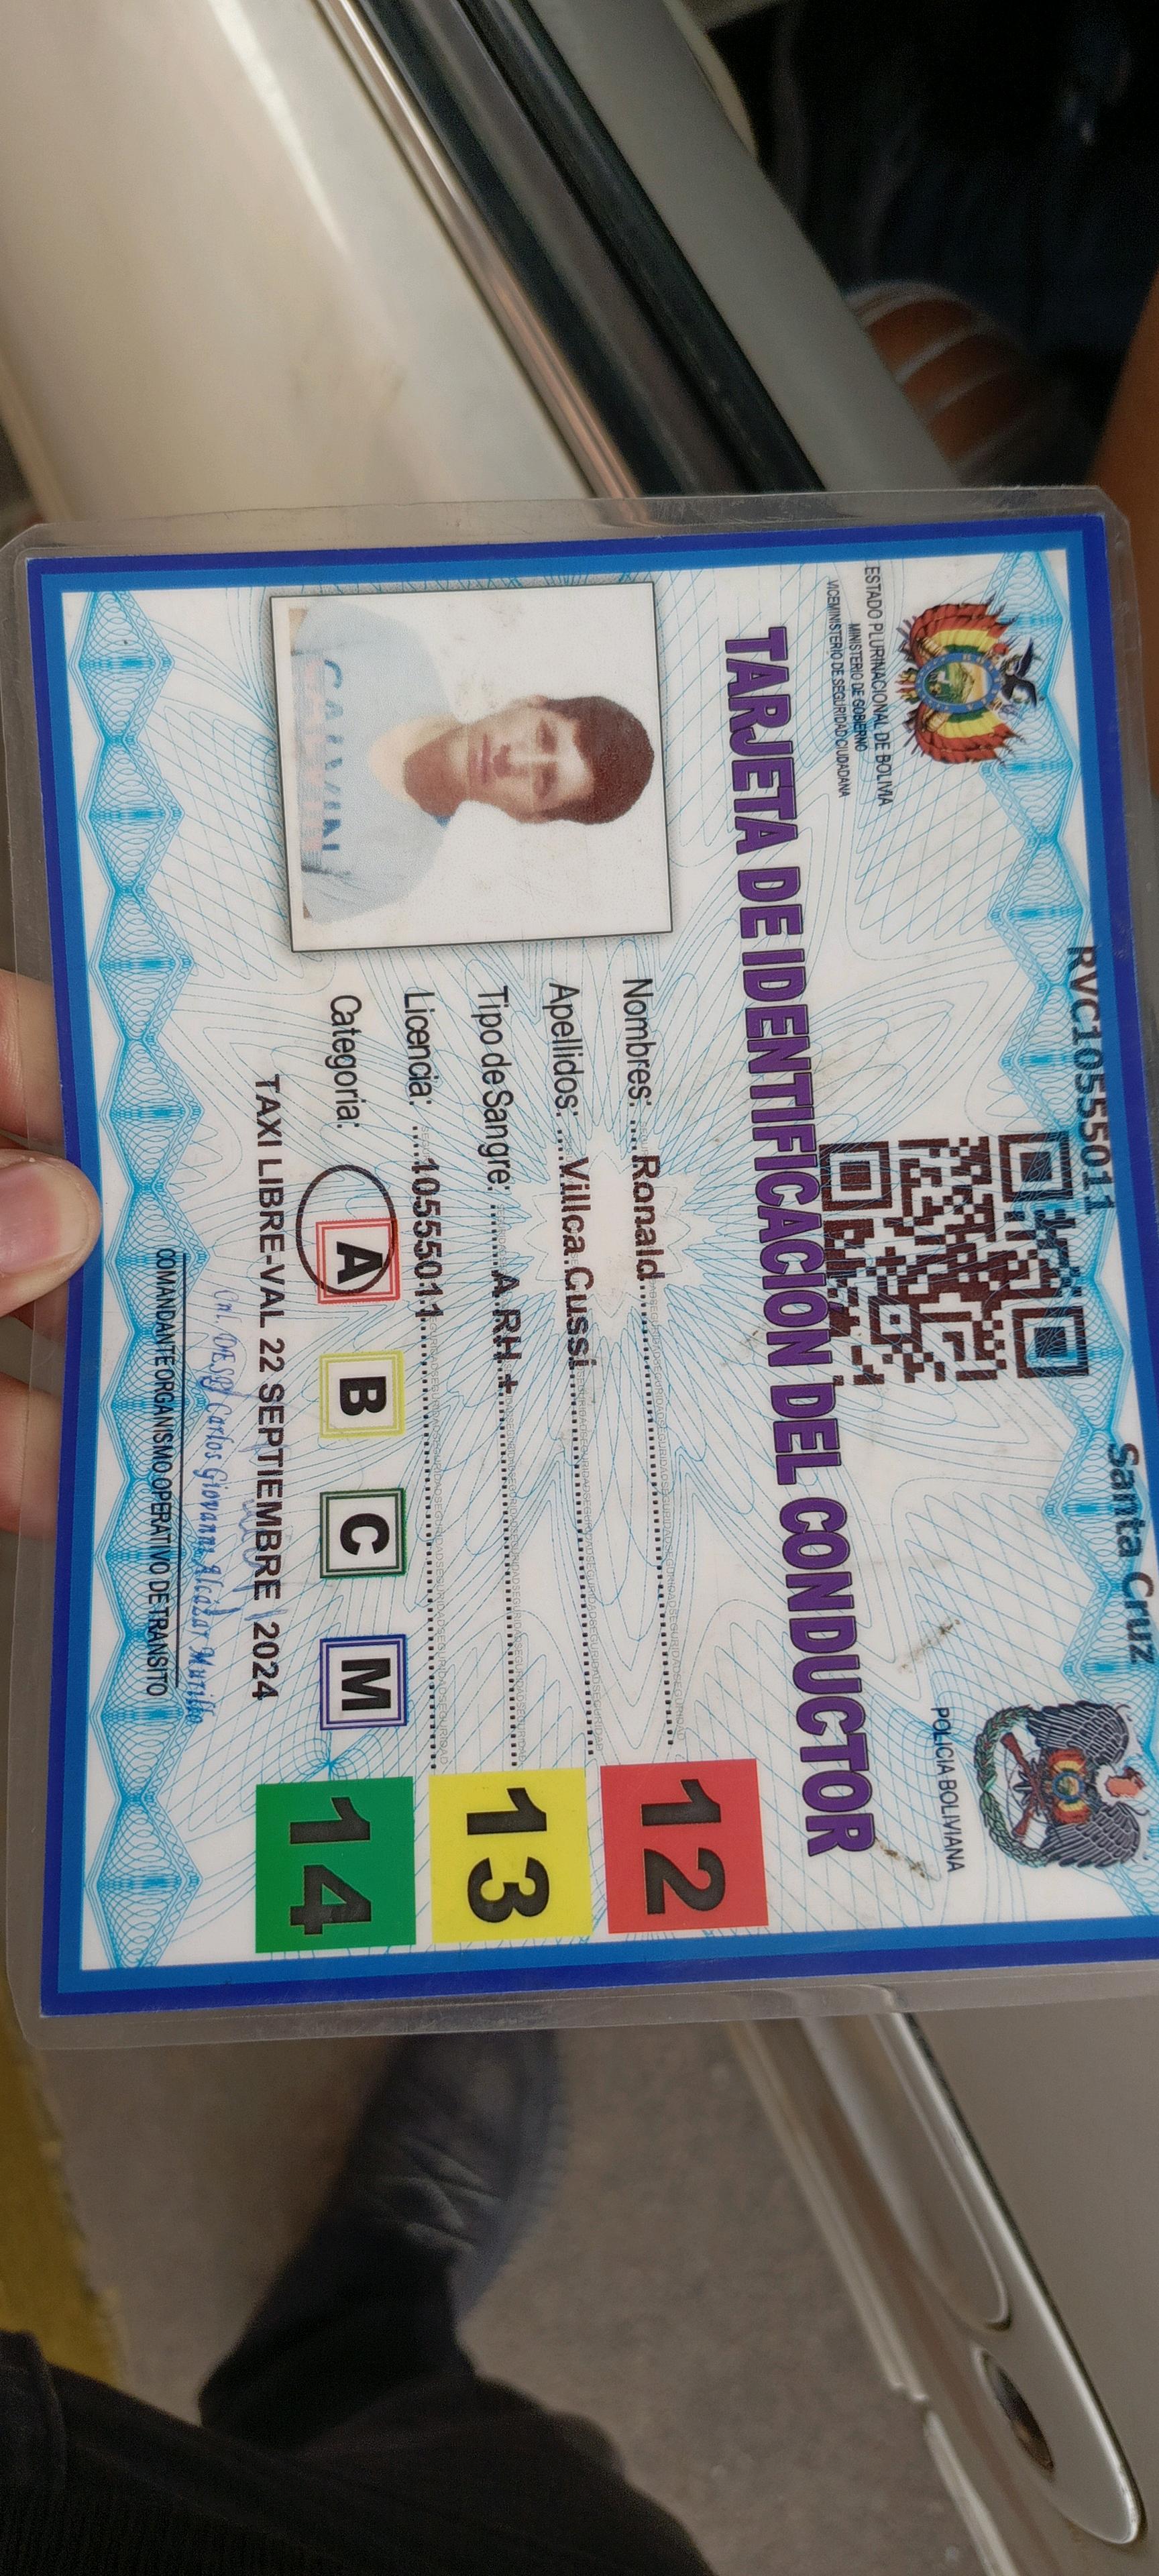 RVC10555011
Santa Cruz
ESTADO PLURINACIONAL DE BOLIVIA
MINISTERIO DE GOBIERNO
VICEMINISTERIO DE SEGURIDAD CIUDADANA
POLICIA BOLIVIANA
TARJETA DE IDENTIFICACION DEL CONDUCTOR
Nombres: Ronald
Apellidos: Villca Cussi
Tipo de Sangre: A RH +
Licencia: 10555011
Categoria: A B C M
12
13
14
TAXI LIBRE-VAL 22 SEPTIEMBRE 2024
Cnl. DESP Carlos Giovanni Alcázar Murillo
COMANDANTE ORGANISMO OPERATIVO DE TRANSITO
CALVIN